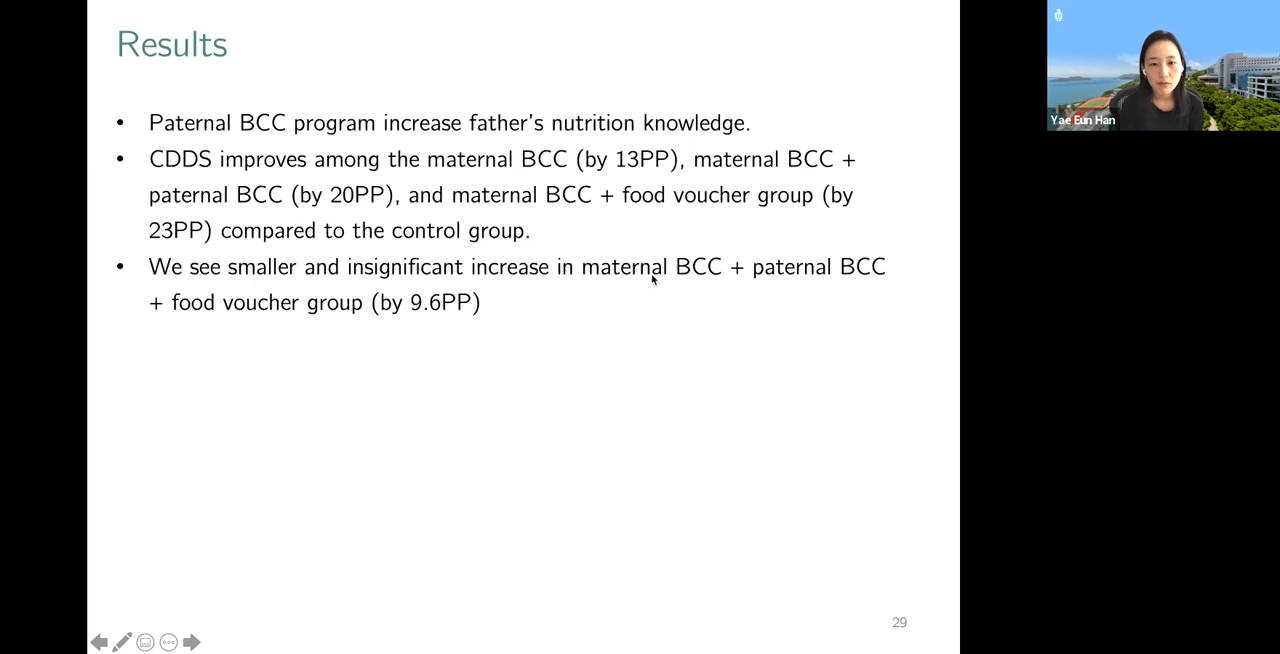 Results
• Paternal BCC program increase father's nutrition knowledge.
• CDDS improves among the maternal BCC (by 13PP), maternal BCC +
paternal BCC (by 20PP), and maternal BCC + food voucher group (by
23PP) compared to the control group.
• We see smaller and insignificant increase in maternal BCC + paternal BCC
+ food voucher group (by 9.6PP)
29
Yae Eun Han